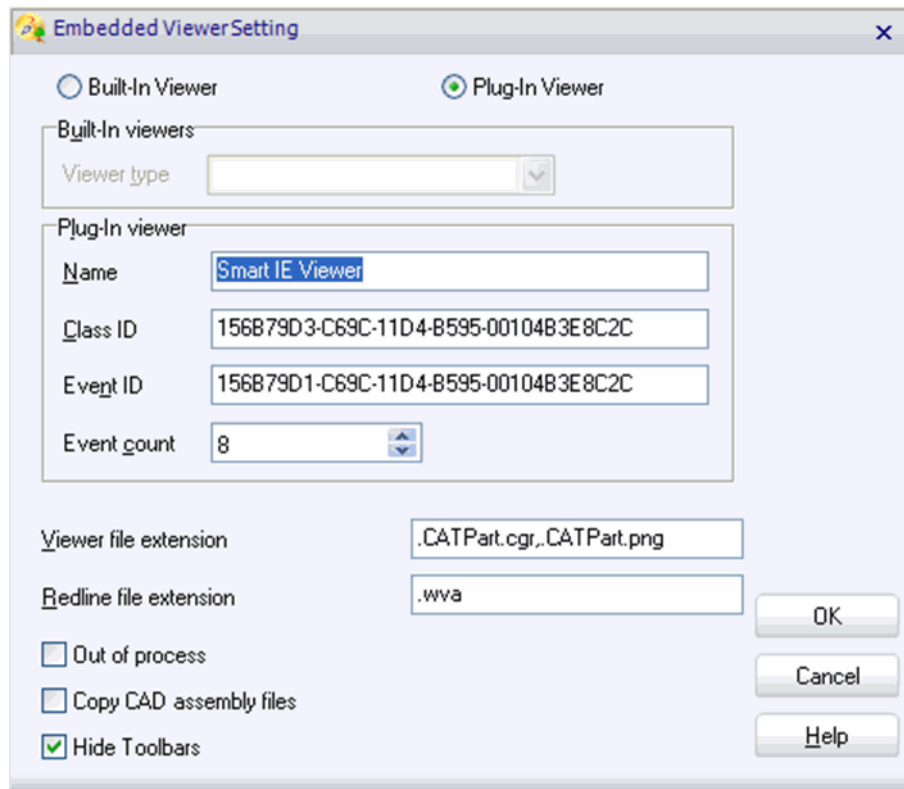 Embedded Viewer Setting
Built-In Viewer Plug-In Viewer
Built-In viewers
Viewer type
Plug-In viewer
Name Smart IE Viewer
Class ID 156B79D3-C69C-11D4-B595-00104B3E8C2C
Event ID 156B79D1-C69C-11D4-B595-00104B3E8C2C
Event count 8
Viewer file extension .CATPart.cgr,.CATPart.png
Redline file extension .wva
OK
Out of process
Cancel
Copy CAD assembly files
Help
Hide Toolbars